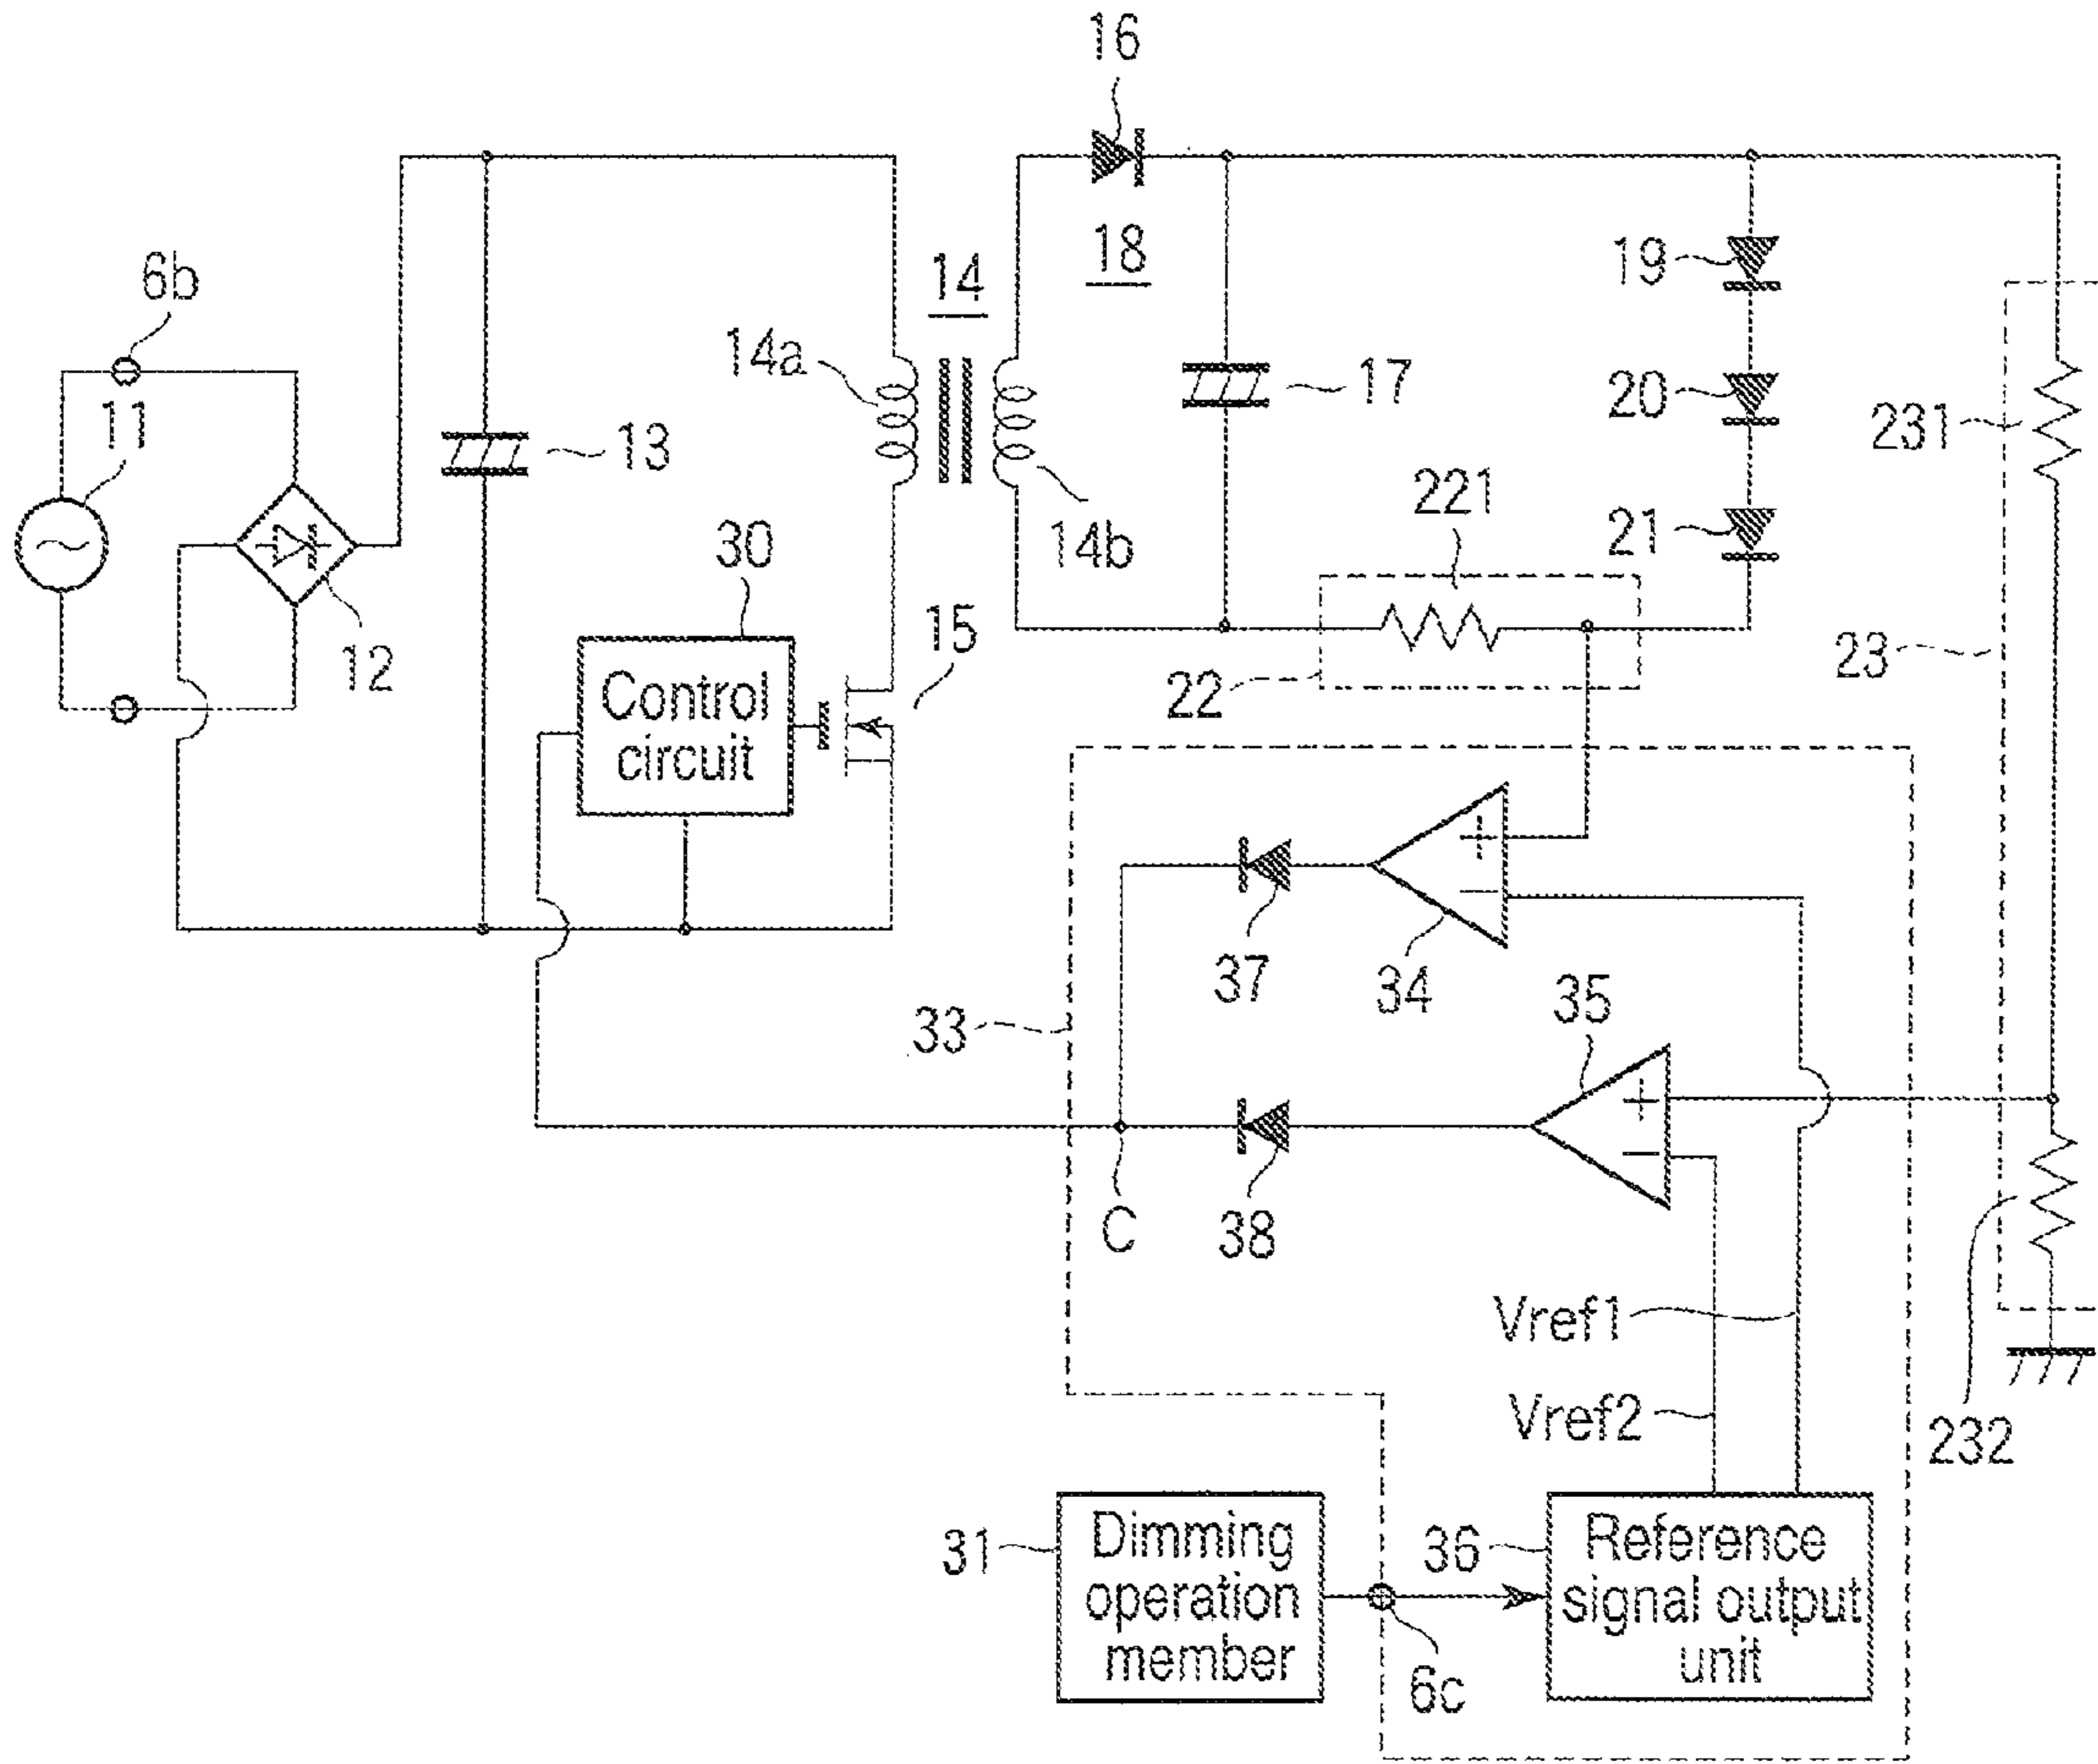 16
6b
14
18
19
14a
11
13
17
20
231
12
30
221
14b
21
15
22
23
Control
circuit
+
−
37
34
35
33
+
−
C
38
Vref1
Vref2
232
31
Dimming
operation
member
36
Reference
signal output
unit
6c